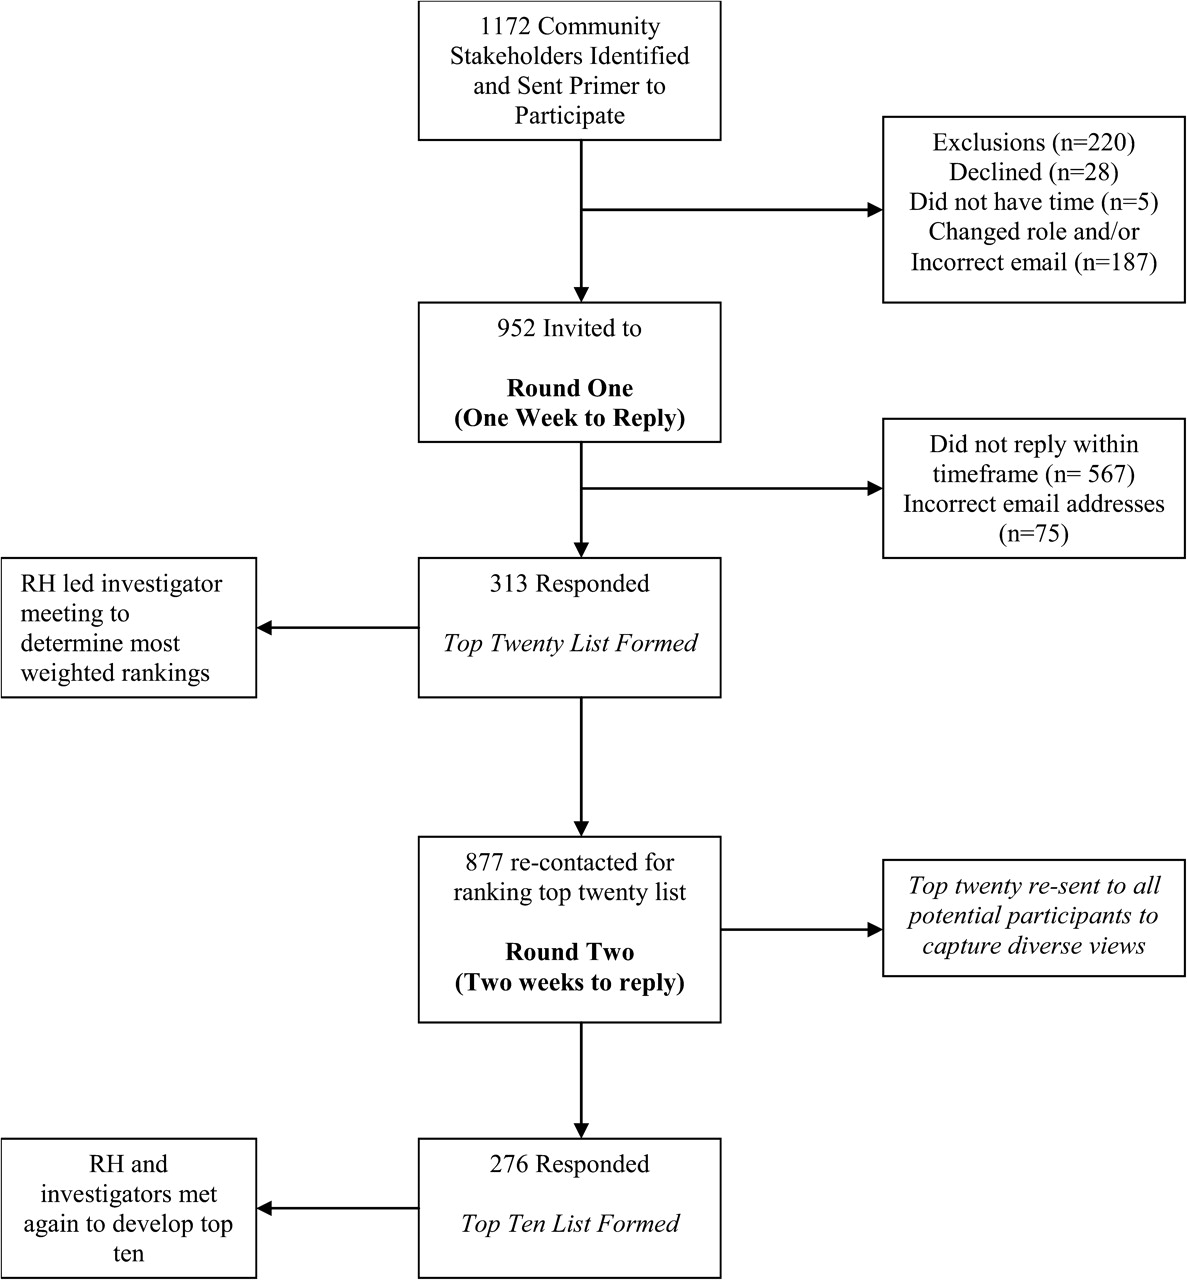 1172 Community
Stakeholders Identified
and Sent Primer to
Participate
Exclusions (n=220)
Declined (n=28)
Did not have time (n=5)
Changed role and/or
Incorrect email (n=187)
952 Invited to
Round One
(One Week to Reply)
Did not reply within
timeframe (n= 567)
Incorrect email addresses
(n=75)
RH led investigator
meeting to
determine most
weighted rankings
313 Responded
Top Twenty List Formed
877 re-contacted for
ranking top twenty list
Round Two
(Two weeks to reply)
Top twenty re-sent to all
potential participants to
capture diverse views
RH and
investigators met
again to develop top
ten
276 Responded
Top Ten List Formed